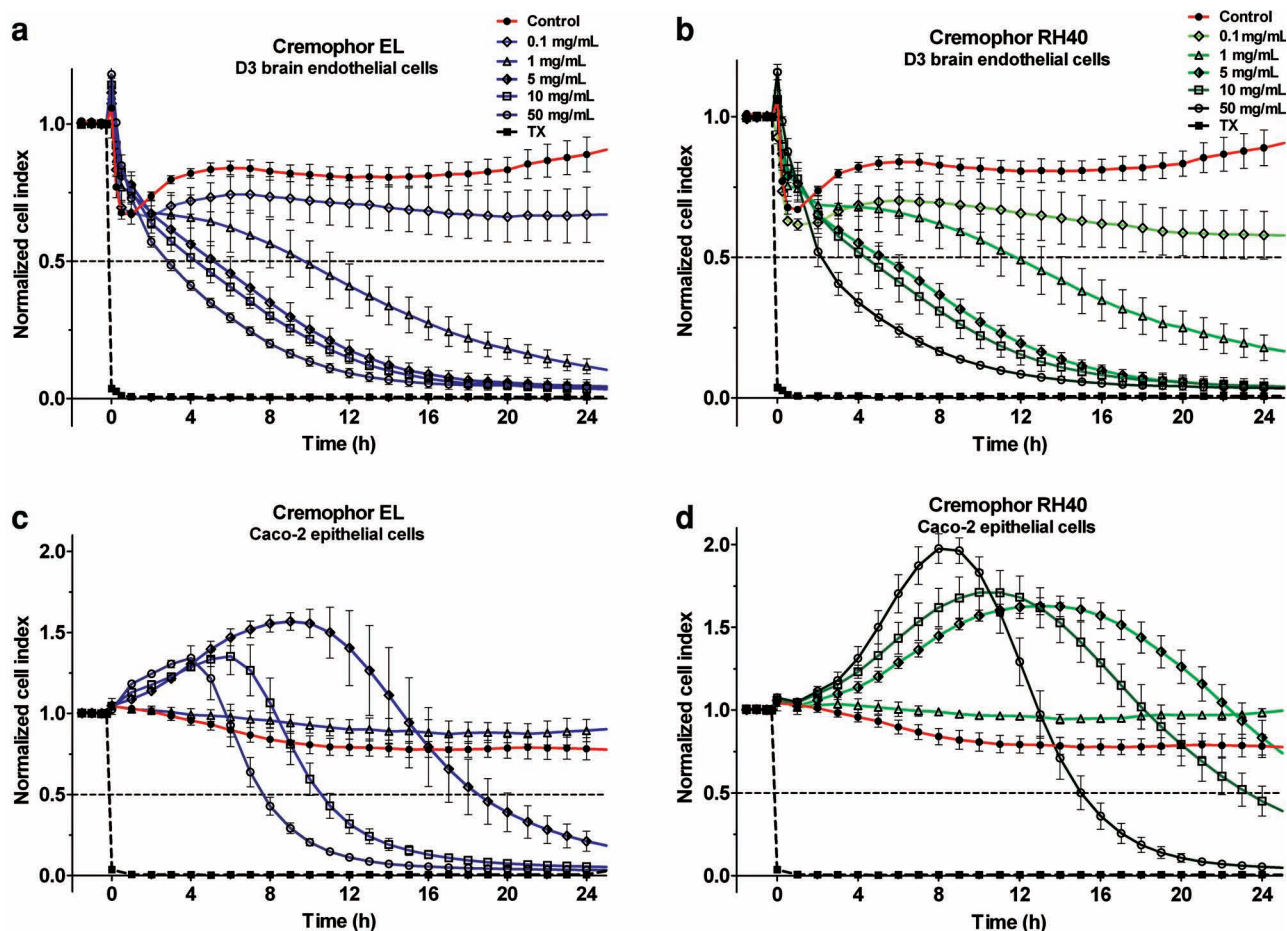 a
Cremophor EL
D3 brain endothelial cells
Control
0.1 mg/mL
1 mg/mL
5 mg/mL
10 mg/mL
50 mg/mL
TX
Normalized cell index
1.0
0.5
0.0
0 4 8 12 16 20 24
Time (h)
b
Cremophor RH40
D3 brain endothelial cells
Control
0.1mg/mL
1 mg/mL
5 mg/mL
10 mg/mL
50 mg/mL
TX
Normalized cell index
1.0
0.5
0.0
0 4 8 12 16 20 24
Time (h)
c
Cremophor EL
Caco-2 epithelial cells
Normalized cell index
2.0
1.5
1.0
0.5
0.0
0 4 8 12 16 20 24
Time (h)
d
Cremophor RH40
Caco-2 epithelial cells
Normalized cell index
2.0
1.5
1.0
0.5
0.0
0 4 8 12 16 20 24
Time (h)